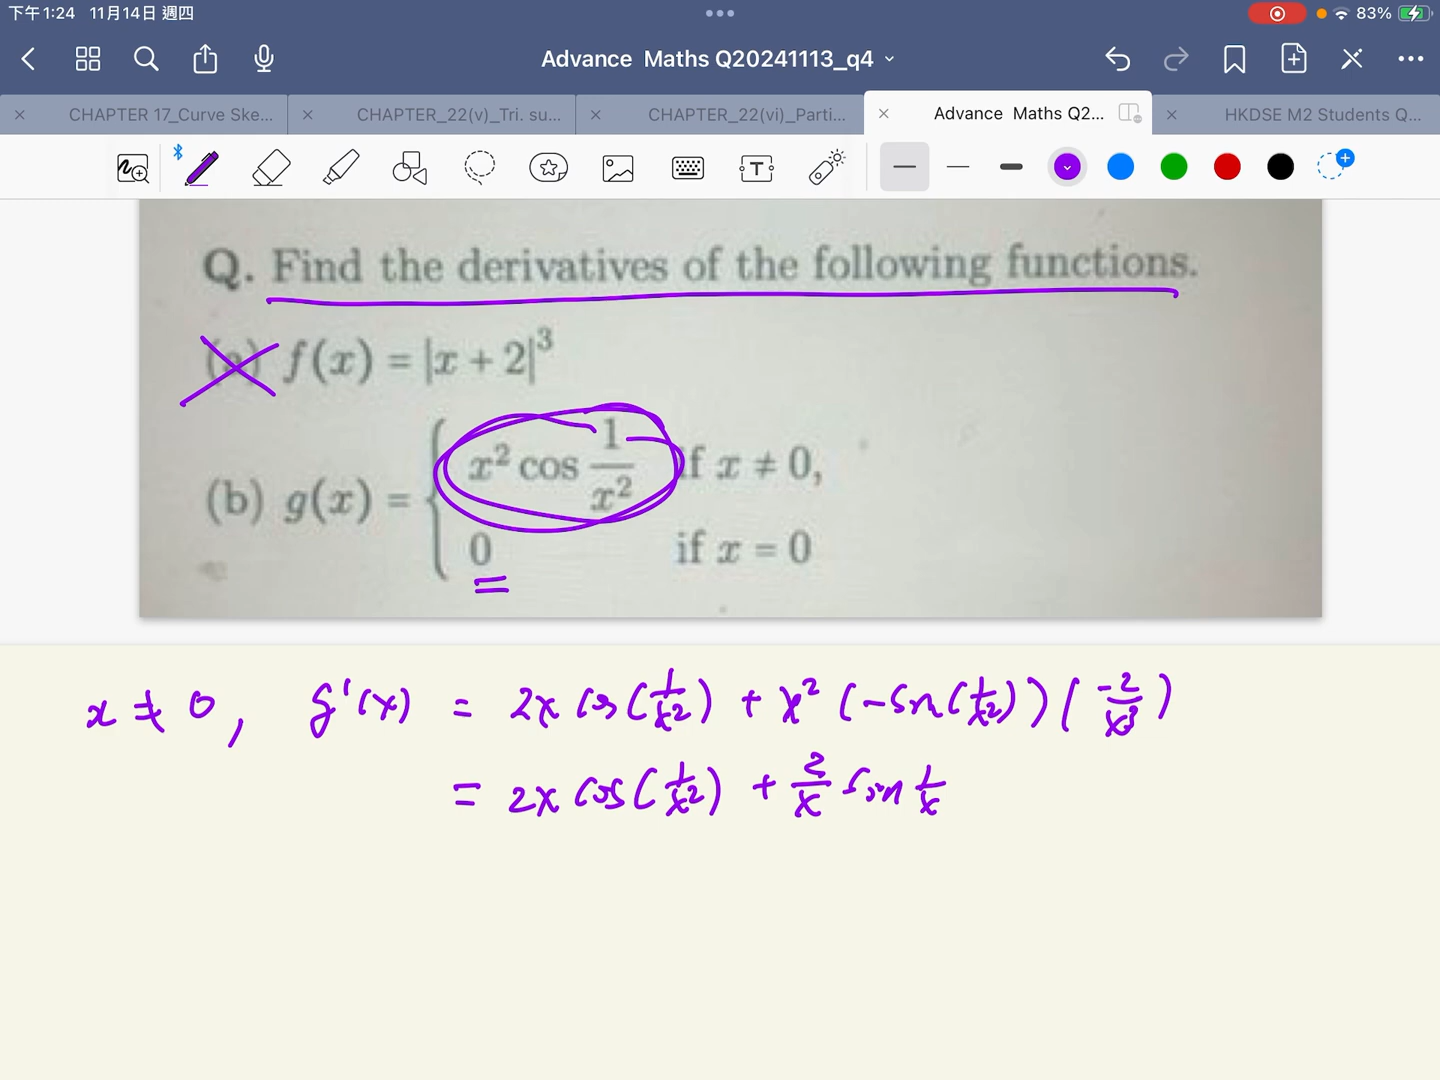 下午1:24 11月14日 週四 83%
Advance Maths Q20241113_q4
CHAPTER 17_Curve Ske... CHAPTER_22(v)_Tri. su... CHAPTER_22(vi)_Parti... Advance Maths Q2... HKDSE M2 Students Q...
T
Q. Find the derivatives of the following functions.
(a) f(x) = |x + 2|³
(b) g(x) = { x² cos 1/x² if x ≠ 0,
0 if x = 0
x ≠ 0, g'(x) = 2x cos(1/x²) + x² (-sin(1/x²)) (-2/x³)
= 2x cos(1/x²) + 2/x sin 1/x